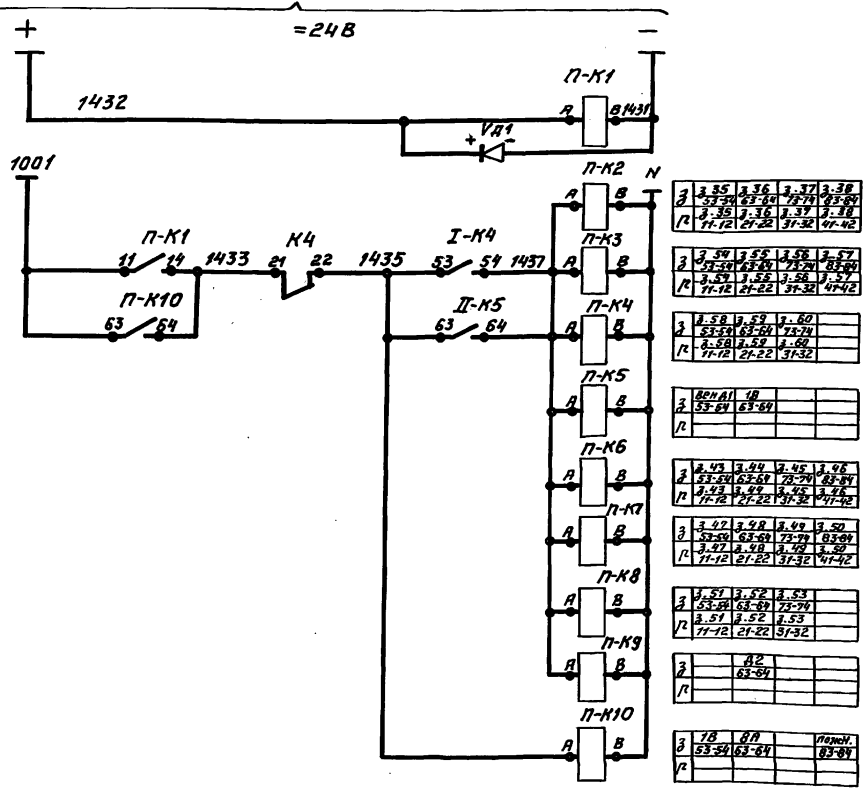 + =24В −
П-К1
1432 А В 1431
+ VД1 −
1001
П-К2 N
А В
П-К1 К4 I-К4 П-К3
11 14 1433 21 22 1435 53 54 1437 А В
П-К10 II-К5 П-К4
63 64 63 64 А В
П-К5
А В
П-К6
А В
П-К7
А В
П-К8
А В
П-К9
А В
П-К10
А В
З 3.35 3.36 3.37 3.38
53-54 63-64 73-74 83-84
Р 3.35 3.36 3.37 3.38
11-12 21-22 31-32 41-42
З 3.54 3.55 3.56 3.57
53-54 63-64 73-74 83-84
Р 3.54 3.55 3.56 3.57
11-12 21-22 31-32 41-42
З 3.58 3.59 3.60
53-54 63-64 73-74
Р 3.58 3.59 3.60
11-12 21-22 31-32
З 1В
53-54 63-64
Р
З 3.43 3.44 3.45 3.46
53-54 63-64 73-74 83-84
Р 3.43 3.44 3.45 3.46
11-12 21-22 31-32 41-42
З 3.47 3.48 3.49 3.50
53-54 63-64 73-74 83-84
Р 3.47 3.48 3.49 3.50
11-12 21-22 31-32 41-42
З 3.51 3.52 3.53
53-54 63-64 73-74
Р 3.51 3.52 3.53
11-12 21-22 31-32
З Д2
63-64
Р
З 1В 8А пожн.
53-54 63-64 83-84
Р